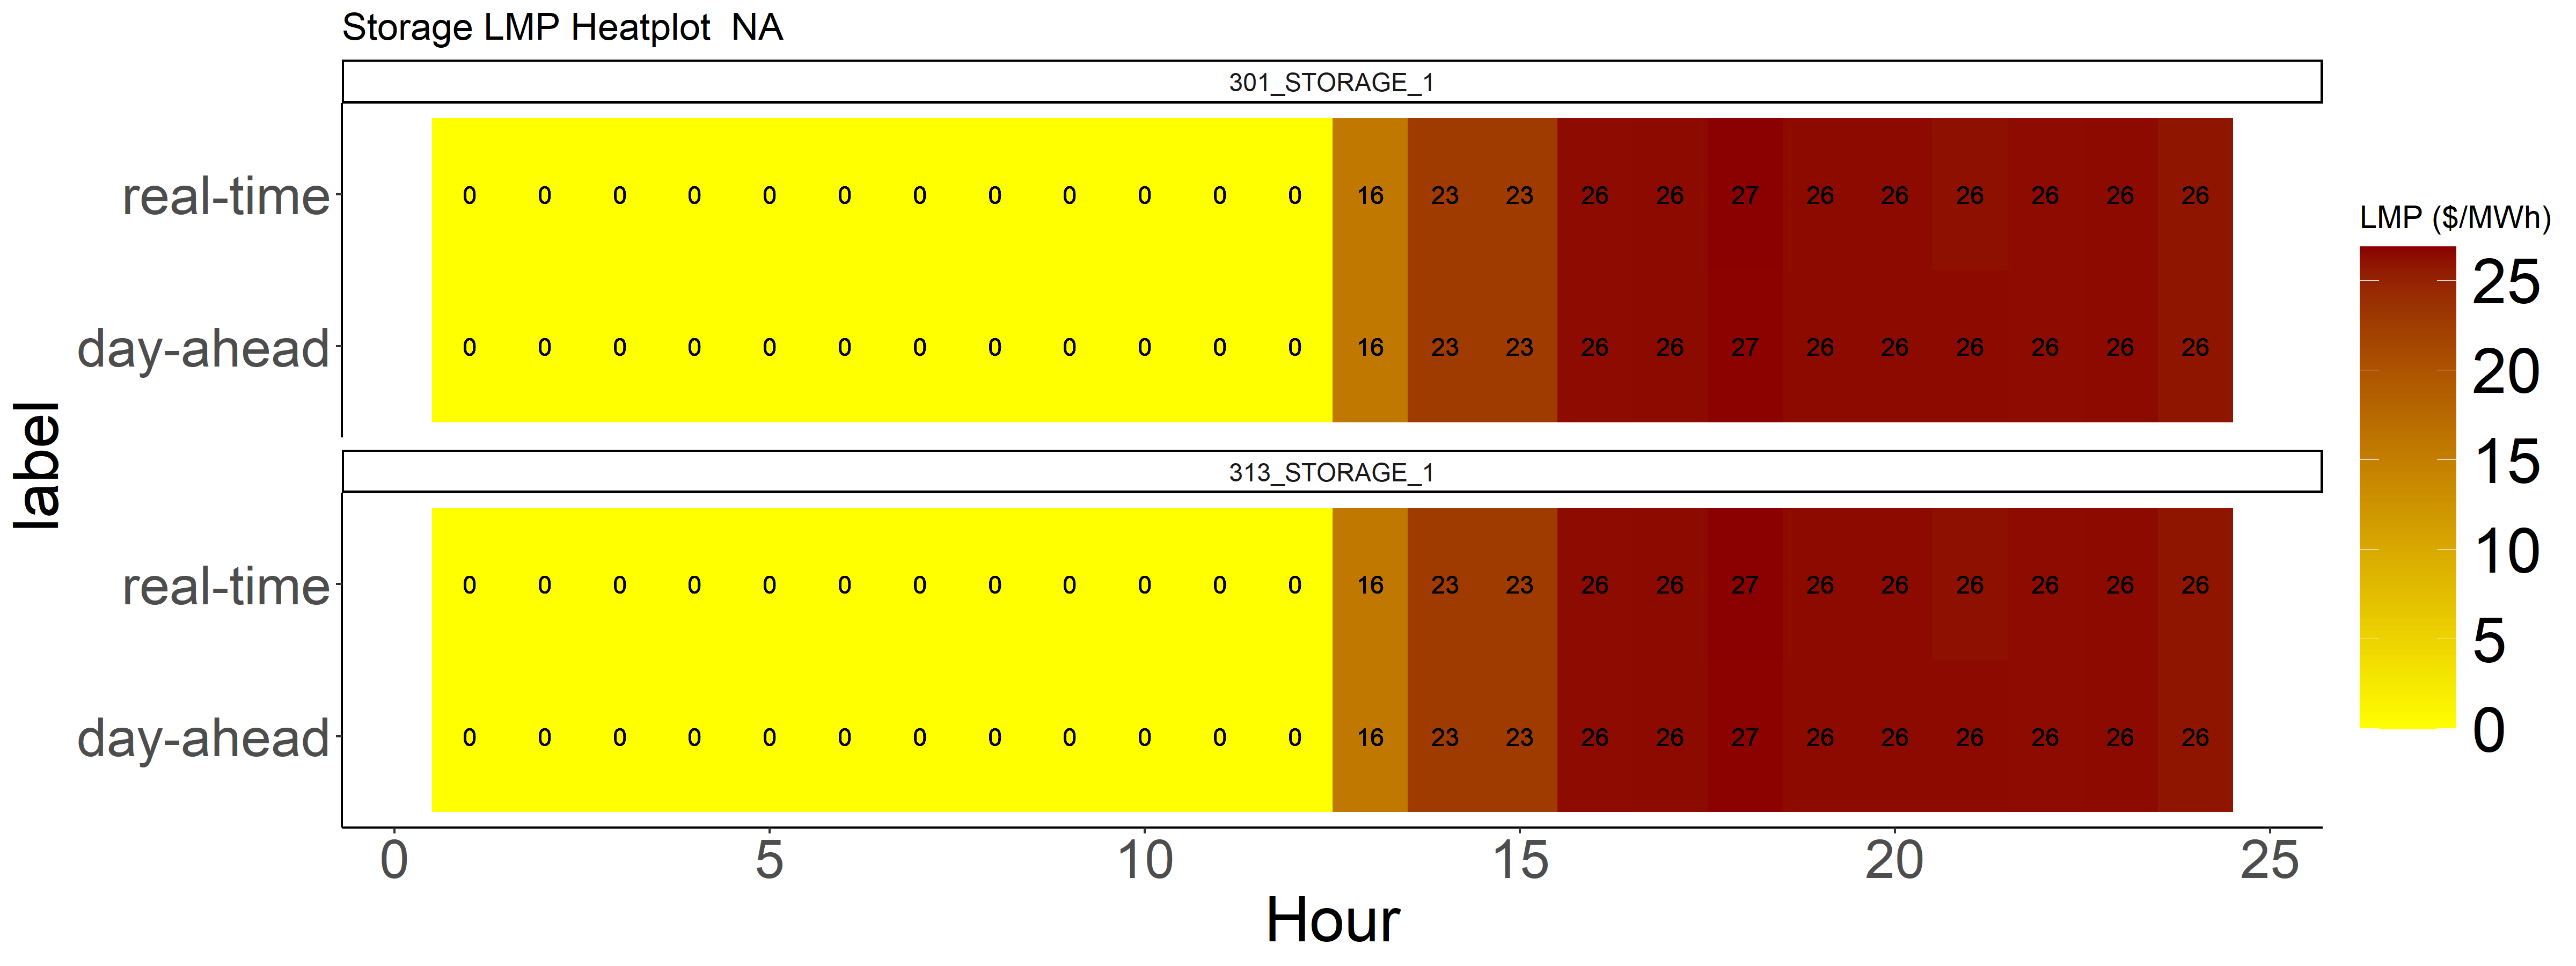 Storage LMP Heatplot  NA
301_STORAGE_1
real-time 0 0 0 0 0 0 0 0 0 0 0 0 16 23 23 26 26 27 26 26 26 26 26 26
day-ahead 0 0 0 0 0 0 0 0 0 0 0 0 16 23 23 26 26 27 26 26 26 26 26 26
313_STORAGE_1
real-time 0 0 0 0 0 0 0 0 0 0 0 0 16 23 23 26 26 27 26 26 26 26 26 26
day-ahead 0 0 0 0 0 0 0 0 0 0 0 0 16 23 23 26 26 27 26 26 26 26 26 26
0 5 10 15 20 25
Hour
label
LMP ($/MWh)
25
20
15
10
5
0